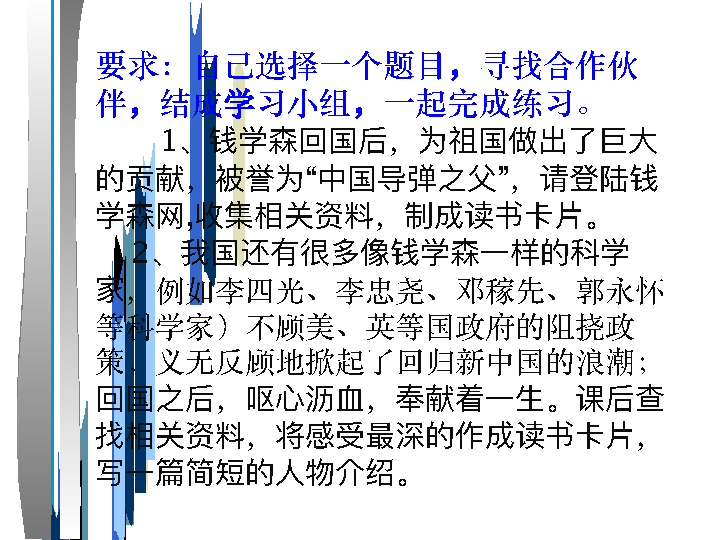 要求：自己选择一个题目，寻找合作伙
伴，结成学习小组，一起完成练习。
1、钱学森回国后，为祖国做出了巨大
的贡献，被誉为“中国导弹之父”，请登陆钱
学森网,收集相关资料，制成读书卡片。
2、我国还有很多像钱学森一样的科学
家，例如李四光、李忠尧、邓稼先、郭永怀
等科学家）不顾美、英等国政府的阻挠政
策、义无反顾地掀起了回归新中国的浪潮；
回国之后，呕心沥血，奉献着一生。课后查
找相关资料，将感受最深的作成读书卡片，
写一篇简短的人物介绍。